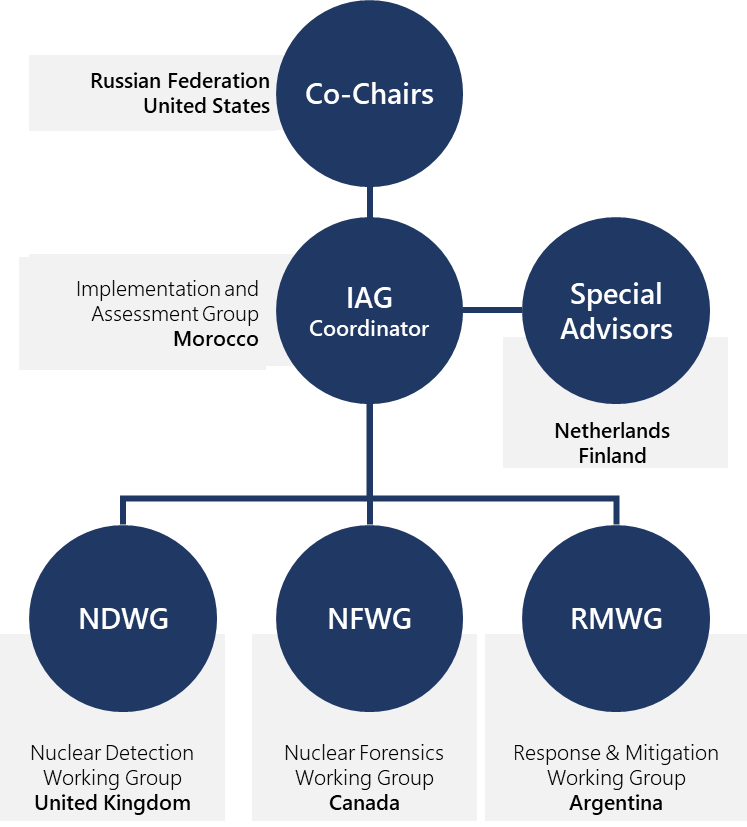 Russian Federation
United States
Co-Chairs
Implementation and
Assessment Group
Morocco
IAG
Coordinator
Special
Advisors
Netherlands
Finland
NDWG
Nuclear Detection
Working Group
United Kingdom
NFWG
Nuclear Forensics
Working Group
Canada
RMWG
Response & Mitigation
Working Group
Argentina